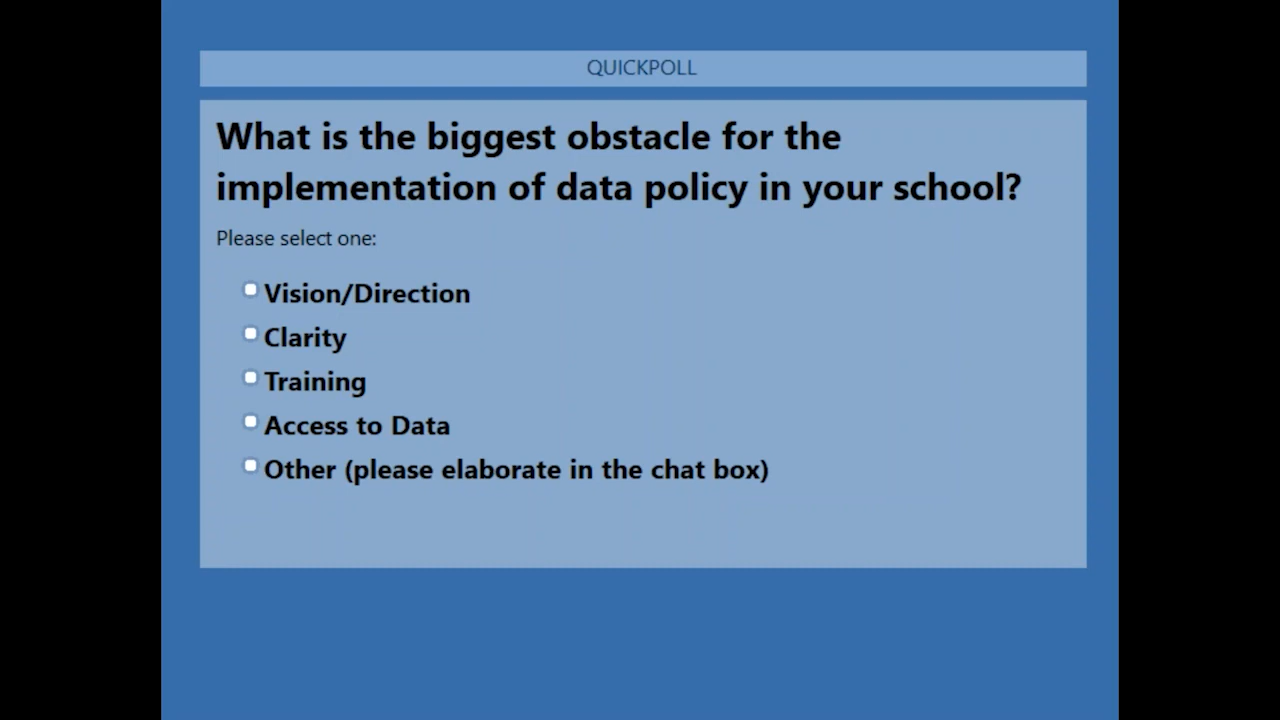 QUICKPOLL
What is the biggest obstacle for the
implementation of data policy in your school?
Please select one:
Vision/Direction
Clarity
Training
Access to Data
Other (please elaborate in the chat box)